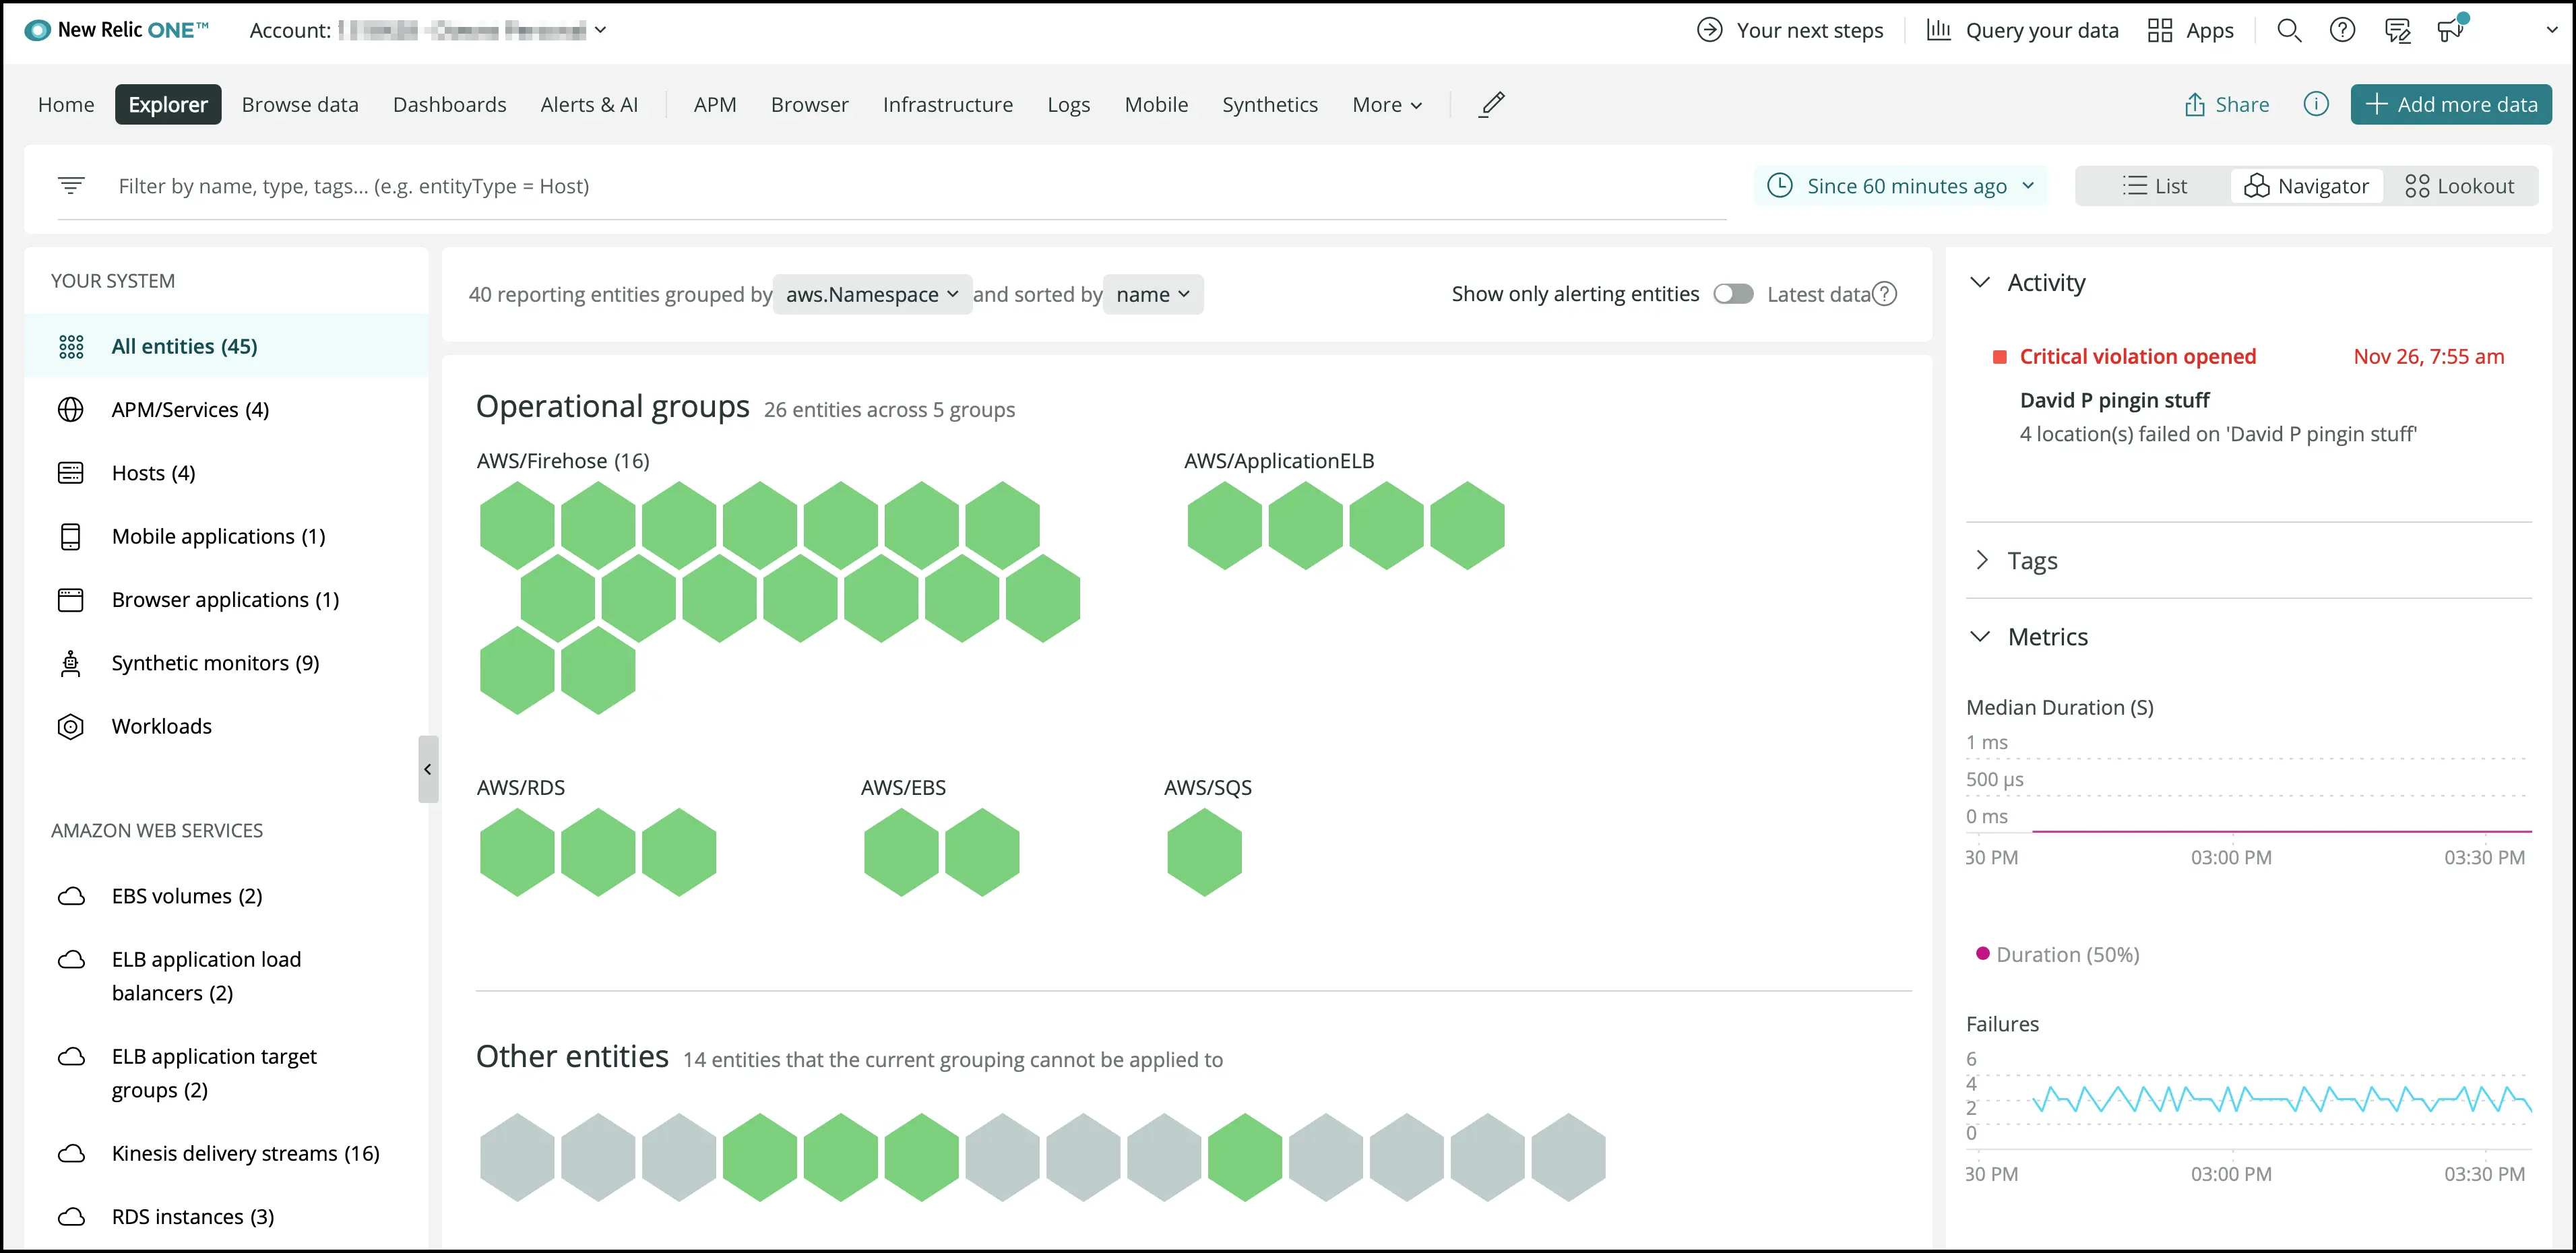 New Relic ONE™
Account:
Your next steps
Query your data
Apps
Home
Explorer
Browse data
Dashboards
Alerts & AI
APM
Browser
Infrastructure
Logs
Mobile
Synthetics
More
Share
Add more data
Filter by name, type, tags... (e.g. entityType = Host)
Since 60 minutes ago
List
Navigator
Lookout
YOUR SYSTEM
All entities (45)
APM/Services (4)
Hosts (4)
Mobile applications (1)
Browser applications (1)
Synthetic monitors (9)
Workloads
AMAZON WEB SERVICES
EBS volumes (2)
ELB application load
balancers (2)
ELB application target
groups (2)
Kinesis delivery streams (16)
RDS instances (3)
40 reporting entities grouped by aws.Namespace and sorted by name
Show only alerting entities
Latest data
Operational groups 26 entities across 5 groups
AWS/Firehose (16)
AWS/ApplicationELB
AWS/RDS
AWS/EBS
AWS/SQS
Other entities 14 entities that the current grouping cannot be applied to
Activity
Critical violation opened Nov 26, 7:55 am
David P pingin stuff
4 location(s) failed on 'David P pingin stuff'
Tags
Metrics
Median Duration (S)
1 ms
500 µs
0 ms
30 PM 03:00 PM 03:30 PM
Duration (50%)
Failures
6
4
2
0
30 PM 03:00 PM 03:30 PM